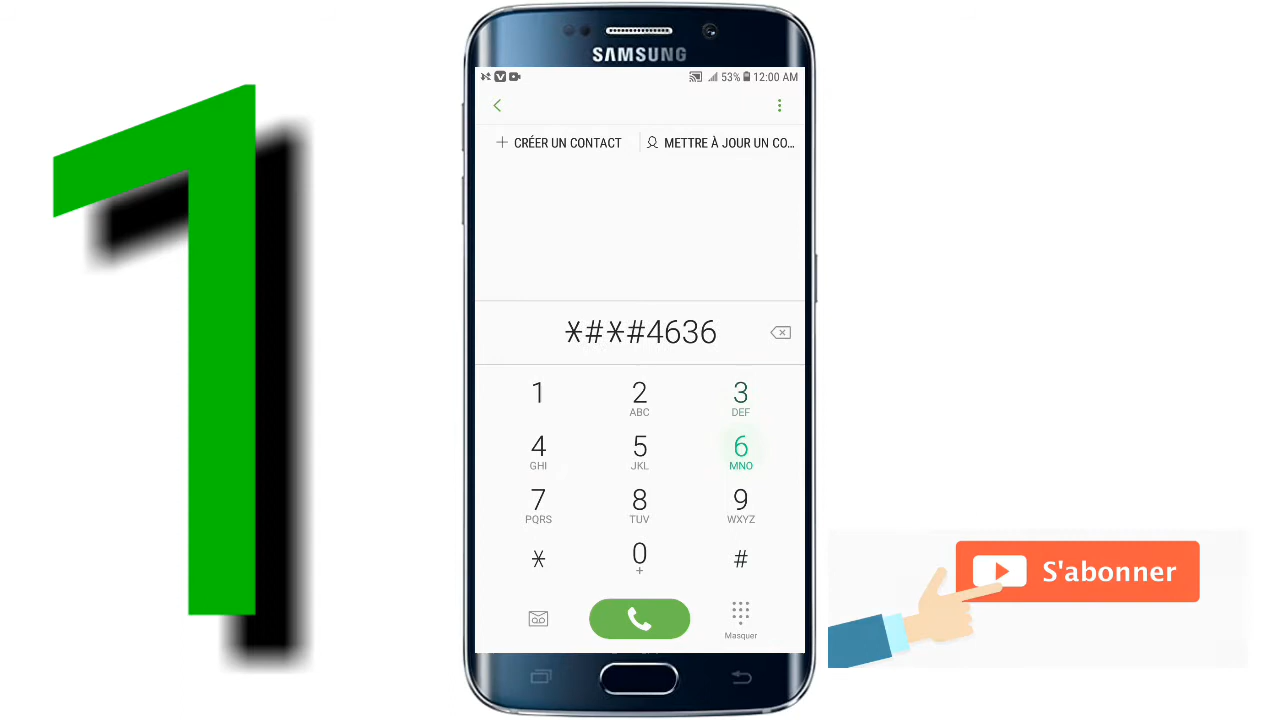 1
SAMSUNG
53% 12:00 AM
CRÉER UN CONTACT METTRE À JOUR UN CO...
*#*#4636
1 2 3
ABC DEF
4 5 6
GHI JKL MNO
7 8 9
PQRS TUV WXYZ
* 0 #
+
Masquer
S'abonner